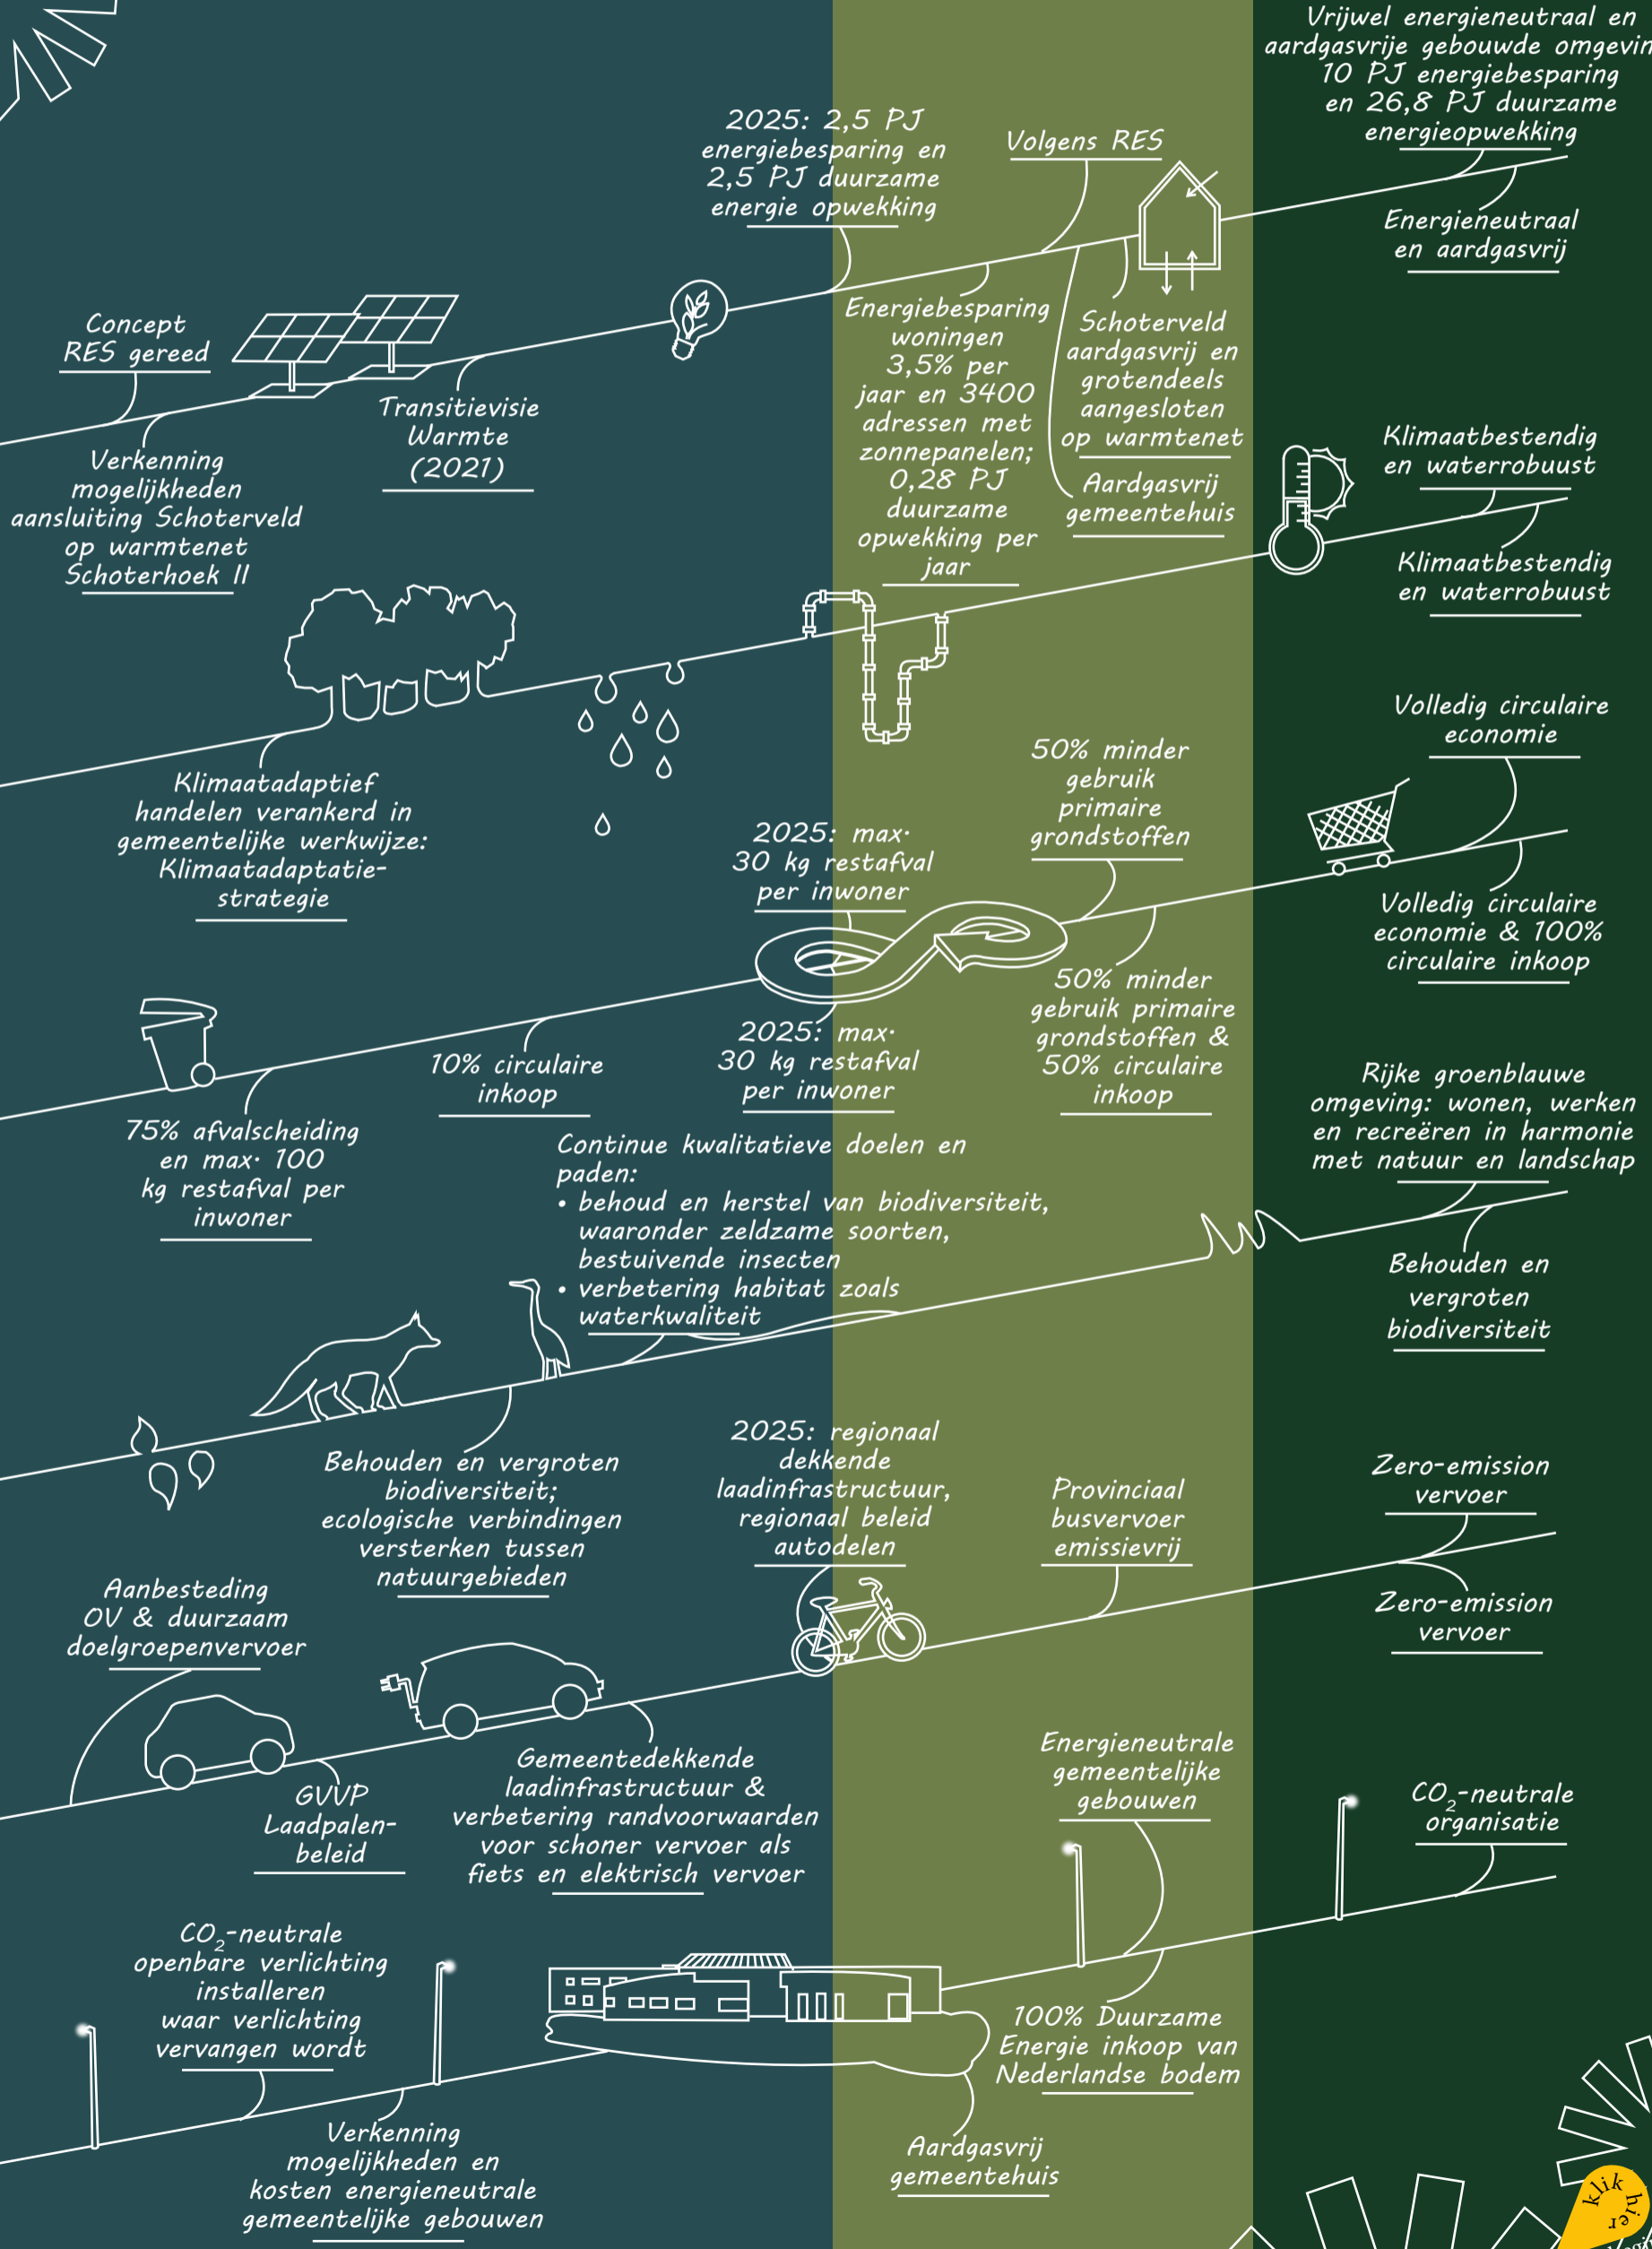 Vrijwel energieneutraal en
aardgasvrije gebouwde omgevin
10 PJ energiebesparing
en 26,8 PJ duurzame
energieopwekking
2025: 2,5 PJ
energiebesparing en
2,5 PJ duurzame
energie opwekking
Volgens RES
Energieneutraal
en aardgasvrij
Concept
RES gereed
Energiebesparing
woningen
3,5% per
jaar en 3400
adressen met
zonnepanelen;
0,28 PJ
duurzame
opwekking per
jaar
Schoterveld
aardgasvrij en
grotendeels
aangesloten
op warmtenet
Aardgasvrij
gemeentehuis
Transitievisie
Warmte
(2021)
Verkenning
mogelijkheden
aansluiting Schoterveld
op warmtenet
Schoterhoek II
Klimaatbestendig
en waterrobuust
Klimaatbestendig
en waterrobuust
Klimaatadaptief
handelen verankerd in
gemeentelijke werkwijze:
Klimaatadaptatie-
strategie
Volledig circulaire
economie
50% minder
gebruik
primaire
grondstoffen
2025: max.
30 kg restafval
per inwoner
Volledig circulaire
economie & 100%
circulaire inkoop
50% minder
gebruik primaire
grondstoffen &
50% circulaire
inkoop
2025: max.
30 kg restafval
per inwoner
10% circulaire
inkoop
75% afvalscheiding
en max. 100
kg restafval per
inwoner
Rijke groenblauwe
omgeving: wonen, werken
en recreëren in harmonie
met natuur en landschap
Continue kwalitatieve doelen en
paden:
• behoud en herstel van biodiversiteit,
waaronder zeldzame soorten,
bestuivende insecten
• verbetering habitat zoals
waterkwaliteit
Behouden en
vergroten
biodiversiteit
Behouden en vergroten
biodiversiteit;
ecologische verbindingen
versterken tussen
natuurgebieden
2025: regionaal
dekkende
laadinfrastructuur,
regionaal beleid
autodelen
Provinciaal
busvervoer
emissievrij
Zero-emission
vervoer
Zero-emission
vervoer
Aanbesteding
OV & duurzaam
doelgroepenvervoer
GVVP
Laadpalen-
beleid
Gemeentedekkende
laadinfrastructuur &
verbetering randvoorwaarden
voor schoner vervoer als
fiets en elektrisch vervoer
Energieneutrale
gemeentelijke
gebouwen
CO₂-neutrale
organisatie
CO₂-neutrale
openbare verlichting
installeren
waar verlichting
vervangen wordt
100% Duurzame
Energie inkoop van
Nederlandse bodem
Verkenning
mogelijkheden en
kosten energieneutrale
gemeentelijke gebouwen
Aardgasvrij
gemeentehuis
klik hier